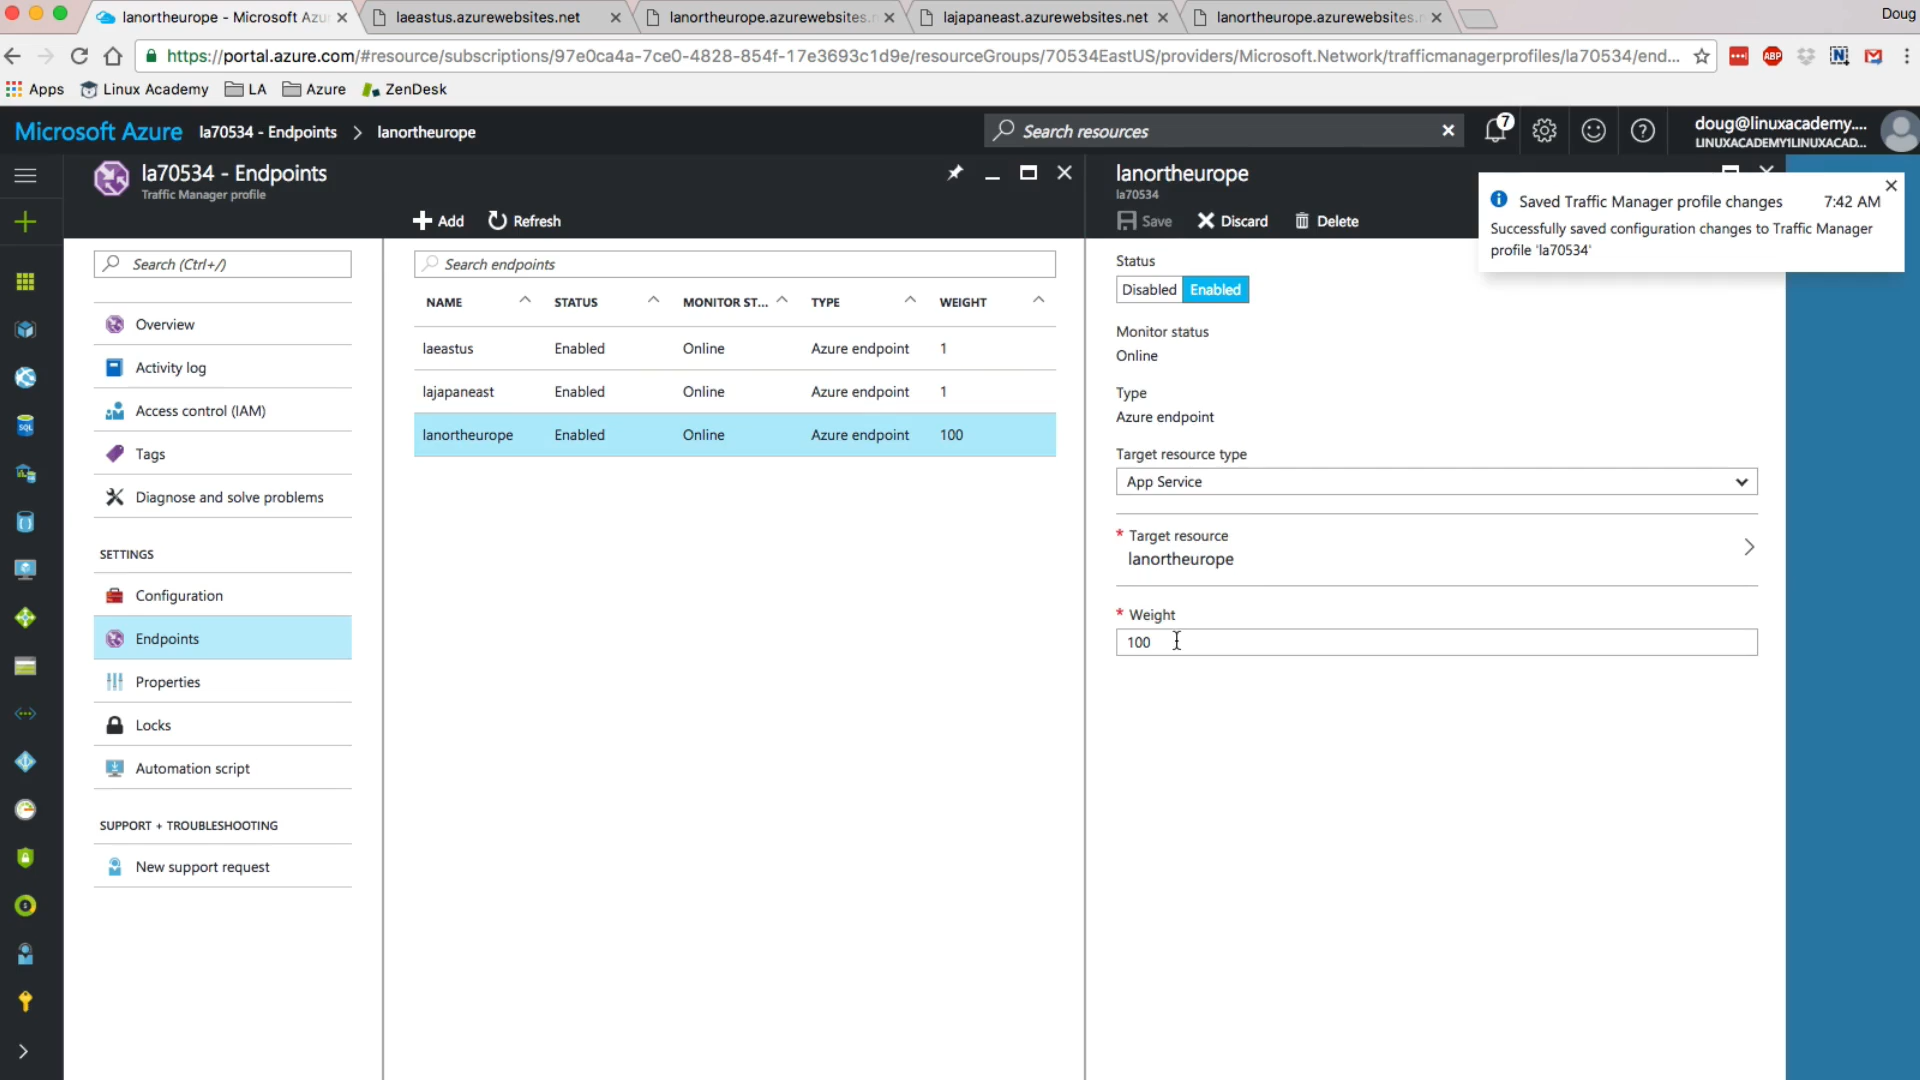 lanortheurope - Microsoft Azu
laeastus.azurewebsites.net
lanortheurope.azurewebsites.
lajapaneast.azurewebsites.net
lanortheurope.azurewebsites.
Doug
https://portal.azure.com/#resource/subscriptions/97e0ca4a-7ce0-4828-854f-17e3693c1d9e/resourceGroups/70534EastUS/providers/Microsoft.Network/trafficmanagerprofiles/la70534/end...
ABP
N
Apps
Linux Academy
LA
Azure
ZenDesk
Microsoft Azure
la70534 - Endpoints > lanortheurope
Search resources
7
doug@linuxacademy....
LINUXACADEMY1LINUXACAD...
la70534 - Endpoints
Traffic Manager profile
Add
Refresh
lanortheurope
la70534
Save
Discard
Delete
Saved Traffic Manager profile changes 7:42 AM
Successfully saved configuration changes to Traffic Manager
profile 'la70534'
Search (Ctrl+/)
Overview
Activity log
Access control (IAM)
Tags
Diagnose and solve problems
SETTINGS
Configuration
Endpoints
Properties
Locks
Automation script
SUPPORT + TROUBLESHOOTING
New support request
Search endpoints
NAME STATUS MONITOR ST... TYPE WEIGHT
laeastus Enabled Online Azure endpoint 1
lajapaneast Enabled Online Azure endpoint 1
lanortheurope Enabled Online Azure endpoint 100
Status
Disabled Enabled
Monitor status
Online
Type
Azure endpoint
Target resource type
App Service
* Target resource
lanortheurope
* Weight
100
SQL